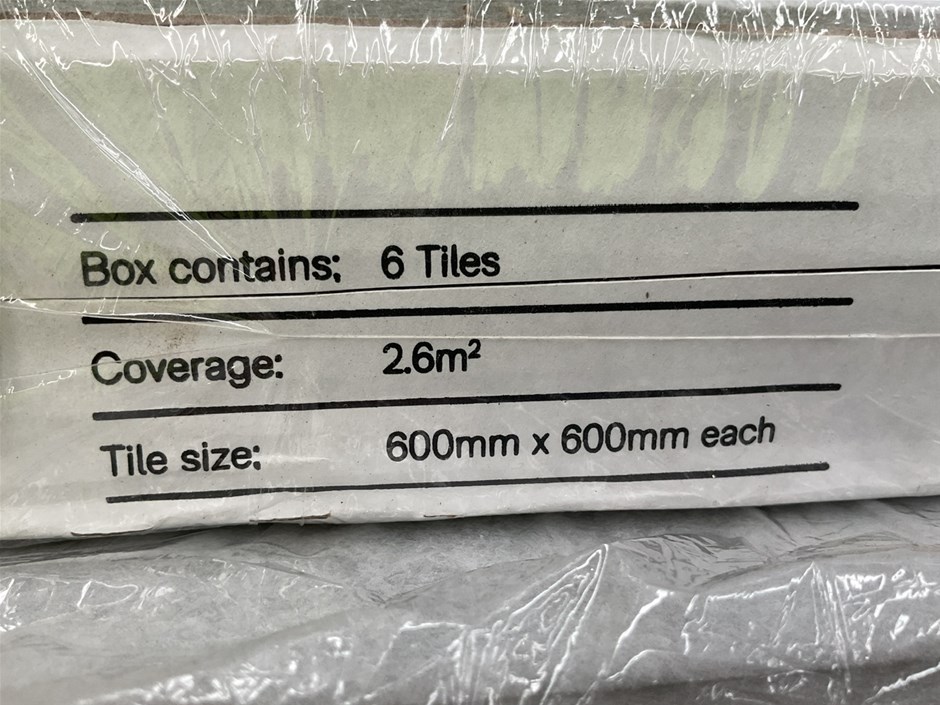 Box contains: 6 Tiles
Coverage: 2.6m²
Tile size: 600mm x 600mm each